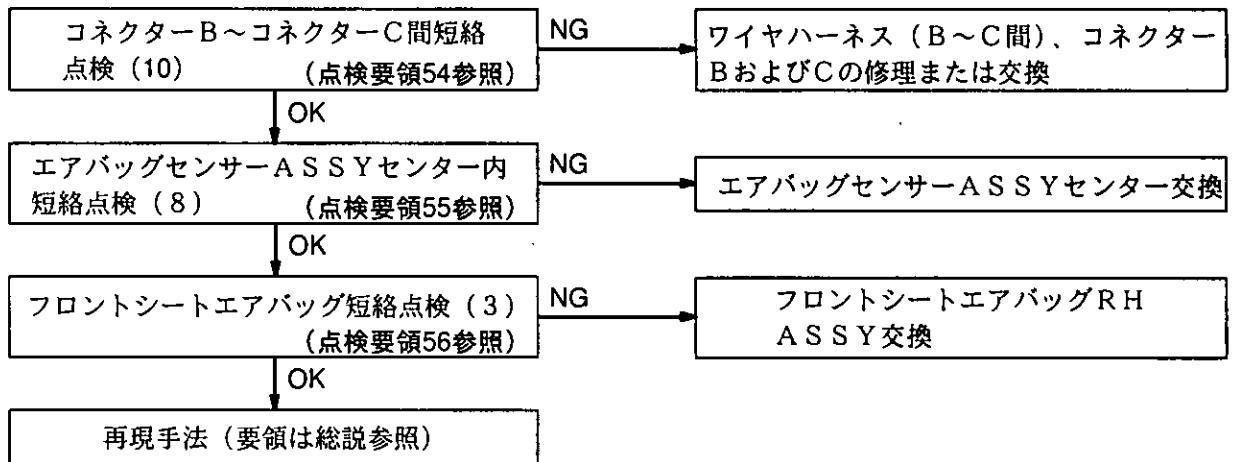 コネクターB～コネクターC間短絡
点検（10）　（点検要領54参照）
NG
ワイヤハーネス（B～C間）、コネクター
BおよびCの修理または交換
OK
エアバッグセンサーASSYセンター内
短絡点検（8）　（点検要領55参照）
NG
エアバッグセンサーASSYセンター交換
OK
フロントシートエアバッグ短絡点検（3）
（点検要領56参照）
NG
フロントシートエアバッグRH
ASSY交換
OK
再現手法（要領は総説参照）